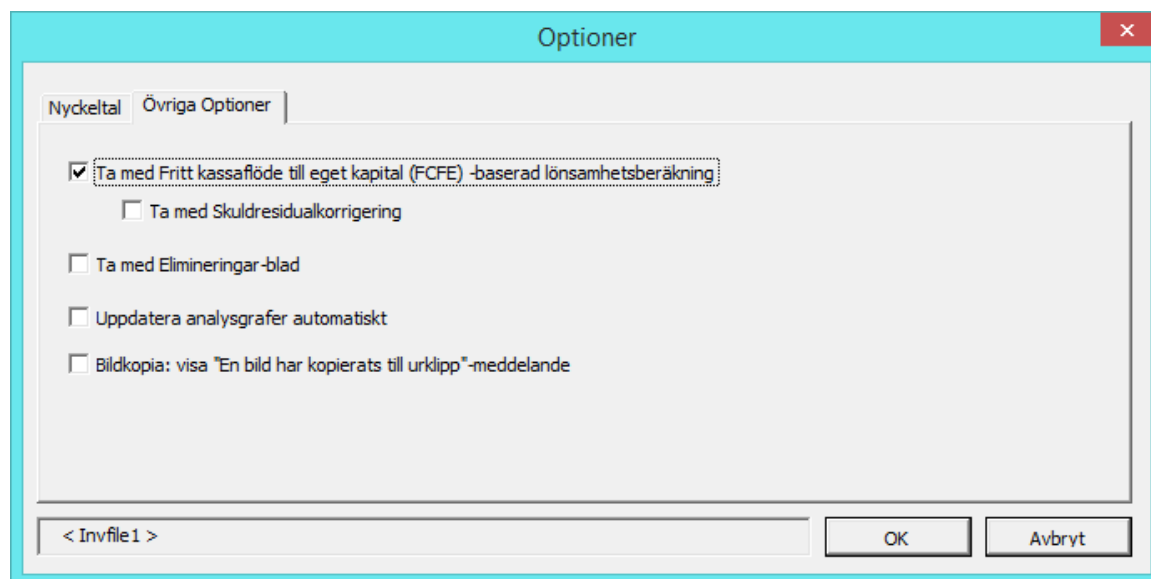 Optioner
Nyckeltal Övriga Optioner
Ta med Fritt kassaflöde till eget kapital (FCFE) -baserad lönsamhetsberäkning
Ta med Skuldresidualkorrigering
Ta med Elimineringar-blad
Uppdatera analysgrafer automatiskt
Bildkopia: visa "En bild har kopierats till urklipp"-meddelande
< Invfile1 > OK Avbryt